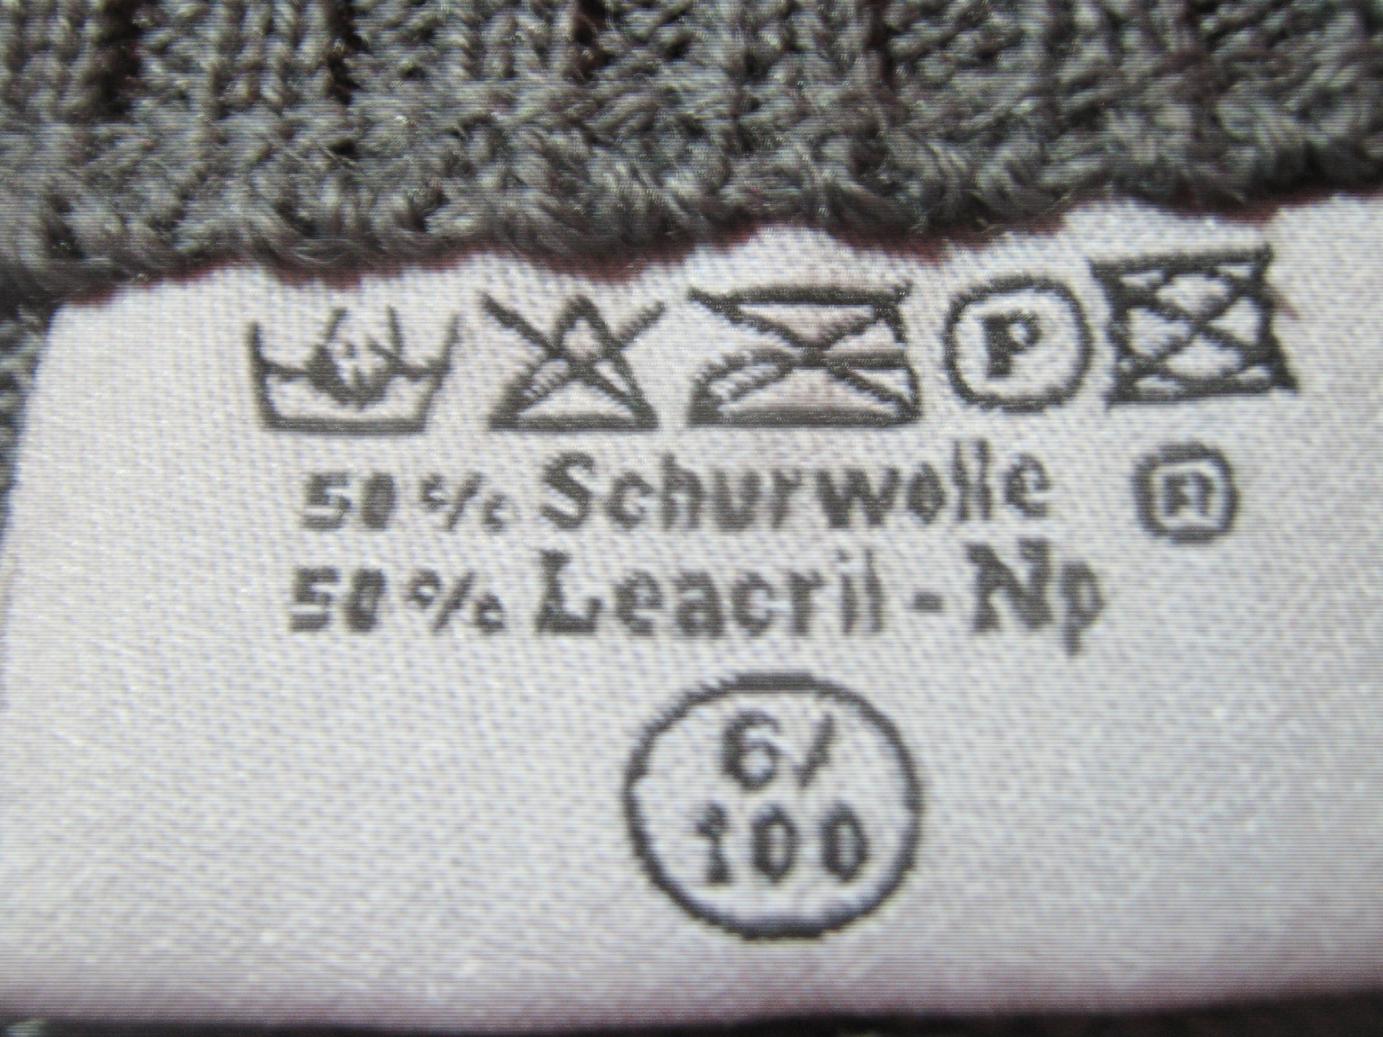 P
50% Schurwolle ®
50% Leacril - Np
6/
100